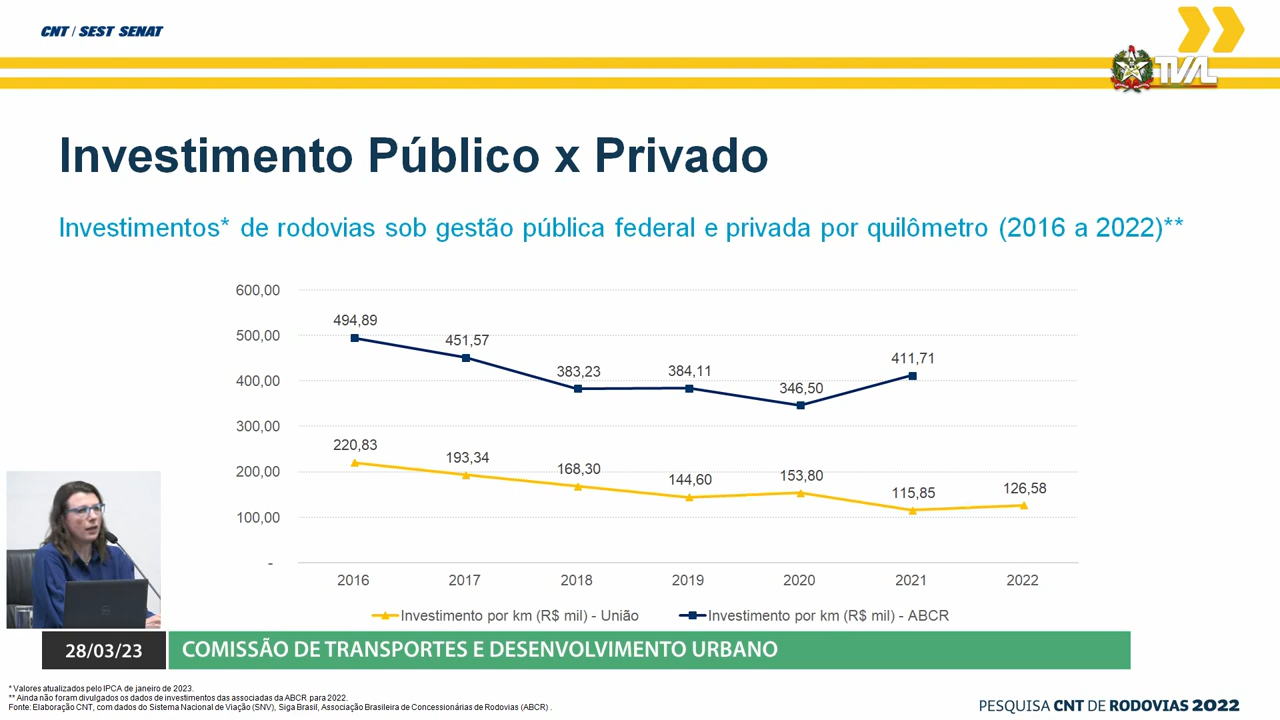 CNT / SEST SENAT
TVAL
Investimento Público x Privado
Investimentos* de rodovias sob gestão pública federal e privada por quilômetro (2016 a 2022)**
600,00
500,00
400,00
300,00
200,00
100,00
-
494,89
451,57
383,23
384,11
346,50
411,71
220,83
193,34
168,30
144,60
153,80
115,85
126,58
2016 2017 2018 2019 2020 2021 2022
Investimento por km (R$ mil) - União Investimento por km (R$ mil) - ABCR
28/03/23 COMISSÃO DE TRANSPORTES E DESENVOLVIMENTO URBANO
* Valores atualizados pelo IPCA de janeiro de 2023.
** Ainda não foram divulgados os dados de investimentos das associadas da ABCR para 2022.
Fonte: Elaboração CNT, com dados do Sistema Nacional de Viação (SNV), Siga Brasil, Associação Brasileira de Concessionárias de Rodovias (ABCR) .
PESQUISA CNT DE RODOVIAS 2022